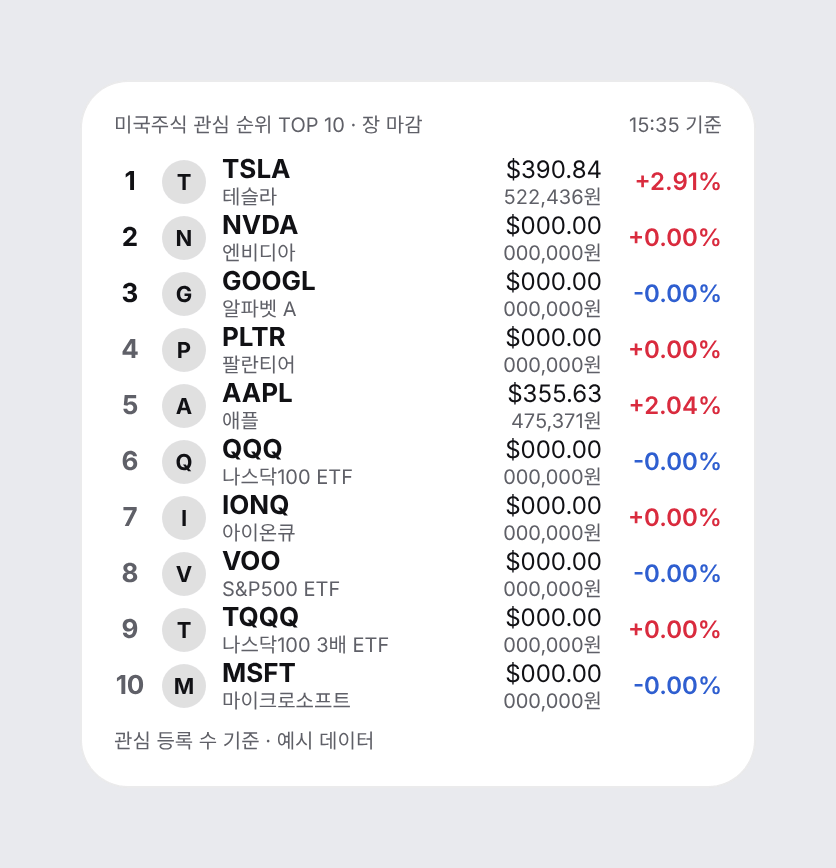 미국주식 관심 순위 TOP 10 · 장 마감 15:35 기준
1 T TSLA $390.84 +2.91%
테슬라 522,436원
2 N NVDA $000.00 +0.00%
엔비디아 000,000원
3 G GOOGL $000.00 -0.00%
알파벳 A 000,000원
4 P PLTR $000.00 +0.00%
팔란티어 000,000원
5 A AAPL $355.63 +2.04%
애플 475,371원
6 Q QQQ $000.00 -0.00%
나스닥100 ETF 000,000원
7 I IONQ $000.00 +0.00%
아이온큐 000,000원
8 V VOO $000.00 -0.00%
S&P500 ETF 000,000원
9 T TQQQ $000.00 +0.00%
나스닥100 3배 ETF 000,000원
10 M MSFT $000.00 -0.00%
마이크로소프트 000,000원
관심 등록 수 기준 · 예시 데이터